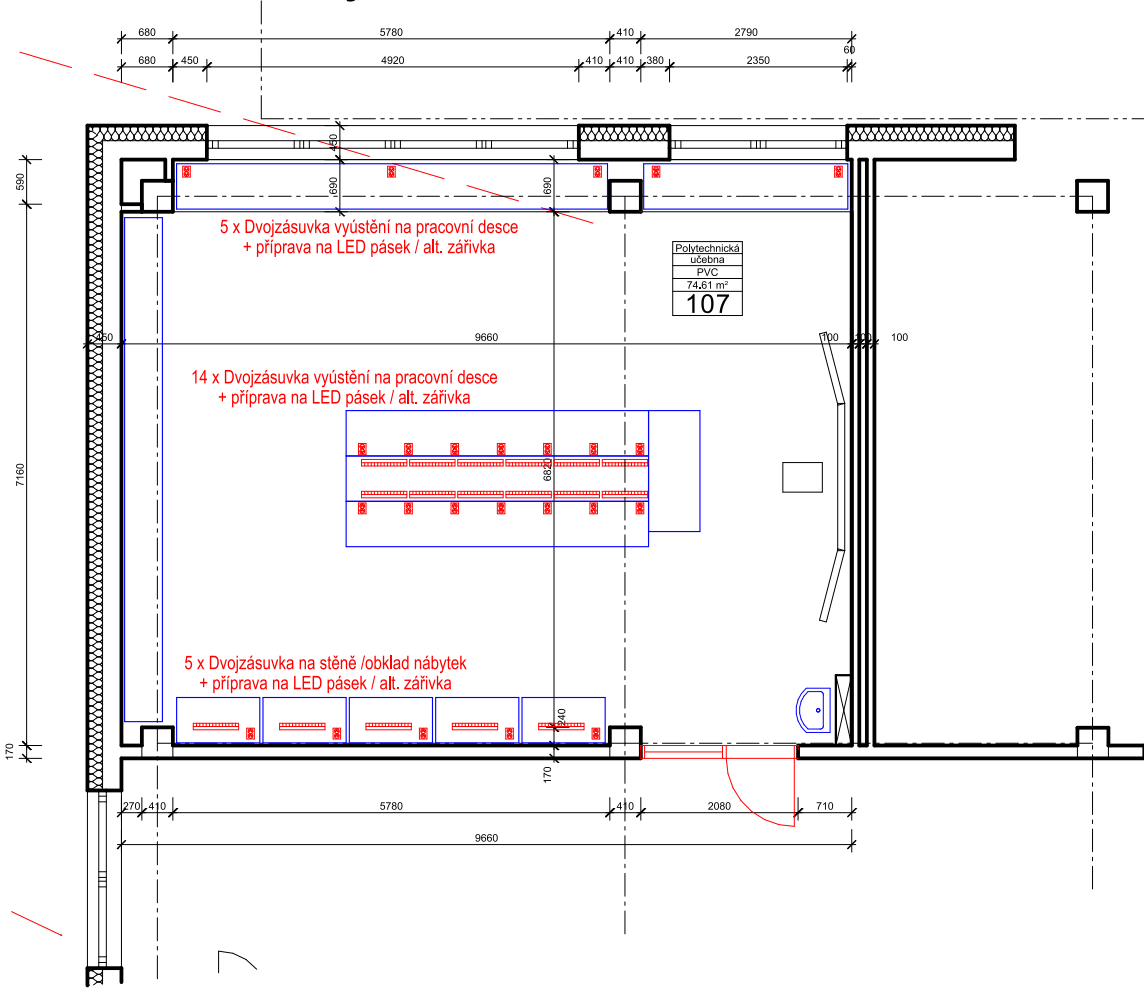 680 5780 410 2790
60
680 450 4920 410 410 380 2350
450
590 690 690
5 x Dvojzásuvka vyústění na pracovní desce
+ příprava na LED pásek / alt. zářivka
Polytechnická
učebna
PVC
74.61 m²
107
450 9660 100 100 100
14 x Dvojzásuvka vyústění na pracovní desce
+ příprava na LED pásek / alt. zářivka
7160 6820
5 x Dvojzásuvka na stěně /obklad nábytek
+ příprava na LED pásek / alt. zářivka
240
170 170
270 410 5780 410 2080 710
9660